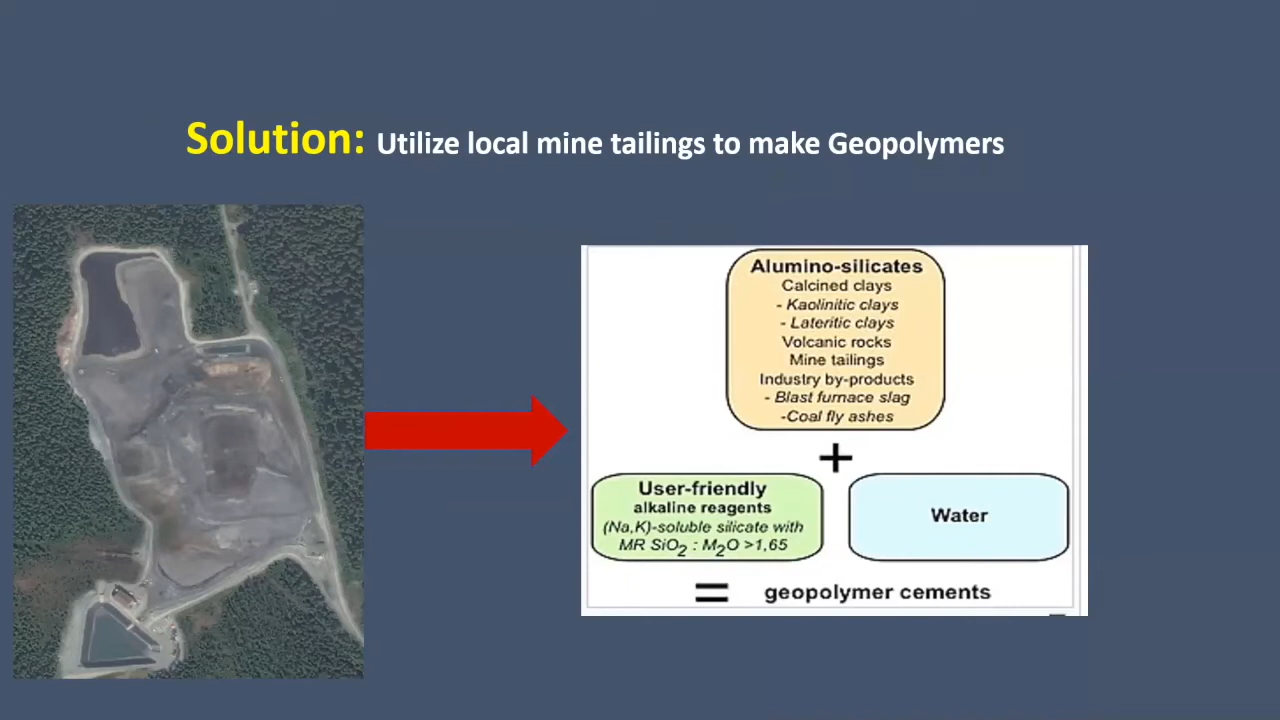 Solution: Utilize local mine tailings to make Geopolymers
Alumino-silicates
Calcined clays
- Kaolinitic clays
- Lateritic clays
Volcanic rocks
Mine tailings
Industry by-products
- Blast furnace slag
-Coal fly ashes
+
User-friendly
alkaline reagents
(Na,K)-soluble silicate with
MR SiO₂ : M₂O >1,65
Water
= geopolymer cements